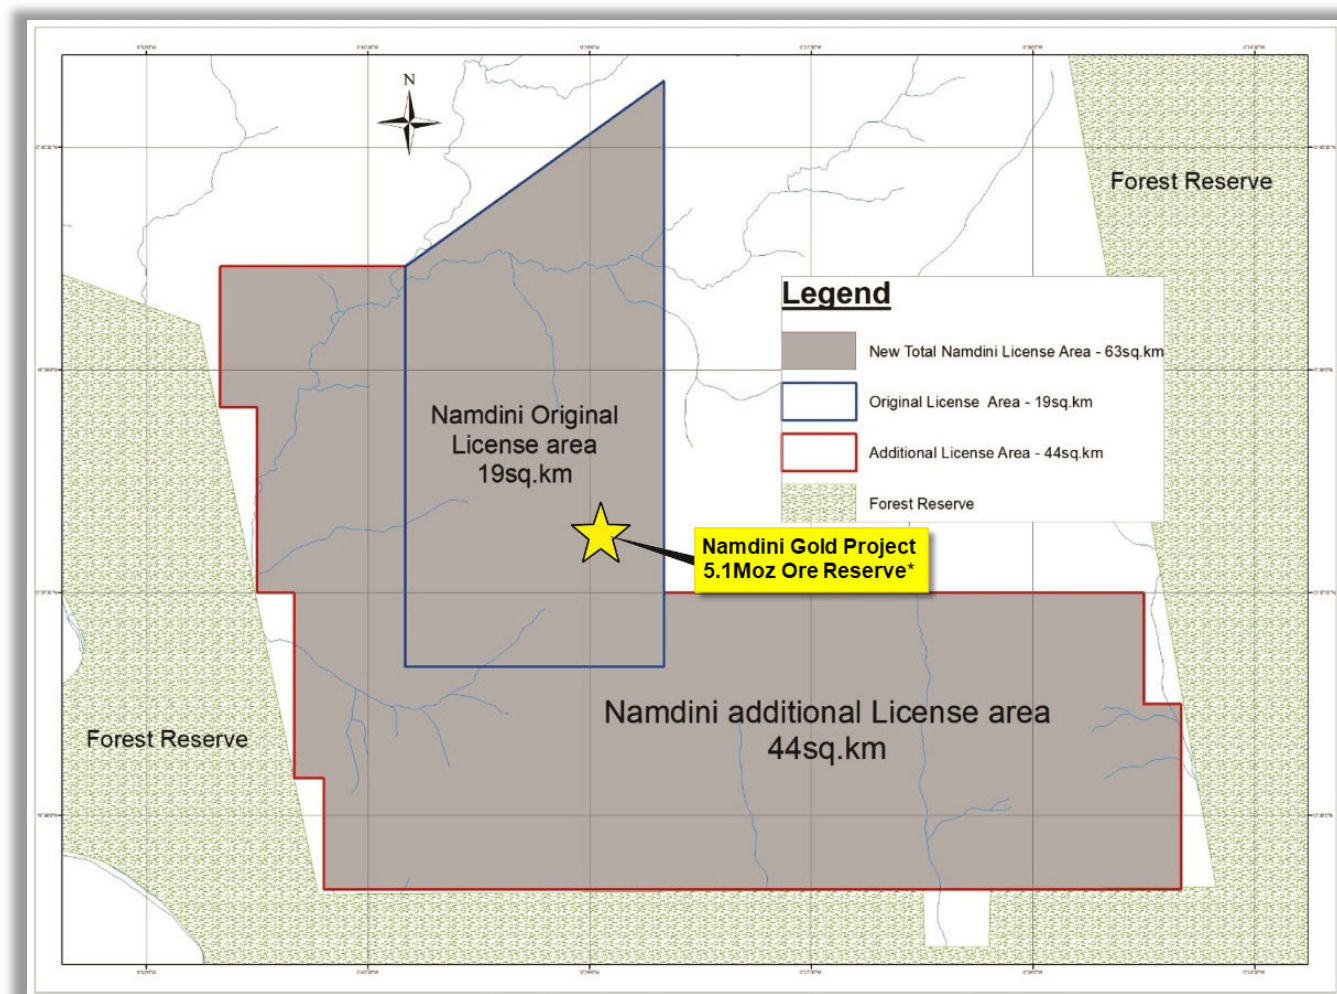 N
Forest Reserve
Legend
New Total Namdini License Area - 63sq.km
Original License Area - 19sq.km
Additional License Area - 44sq.km
Forest Reserve
Namdini Original
License area
19sq.km
Namdini Gold Project
5.1Moz Ore Reserve*
Namdini additional License area
44sq.km
Forest Reserve